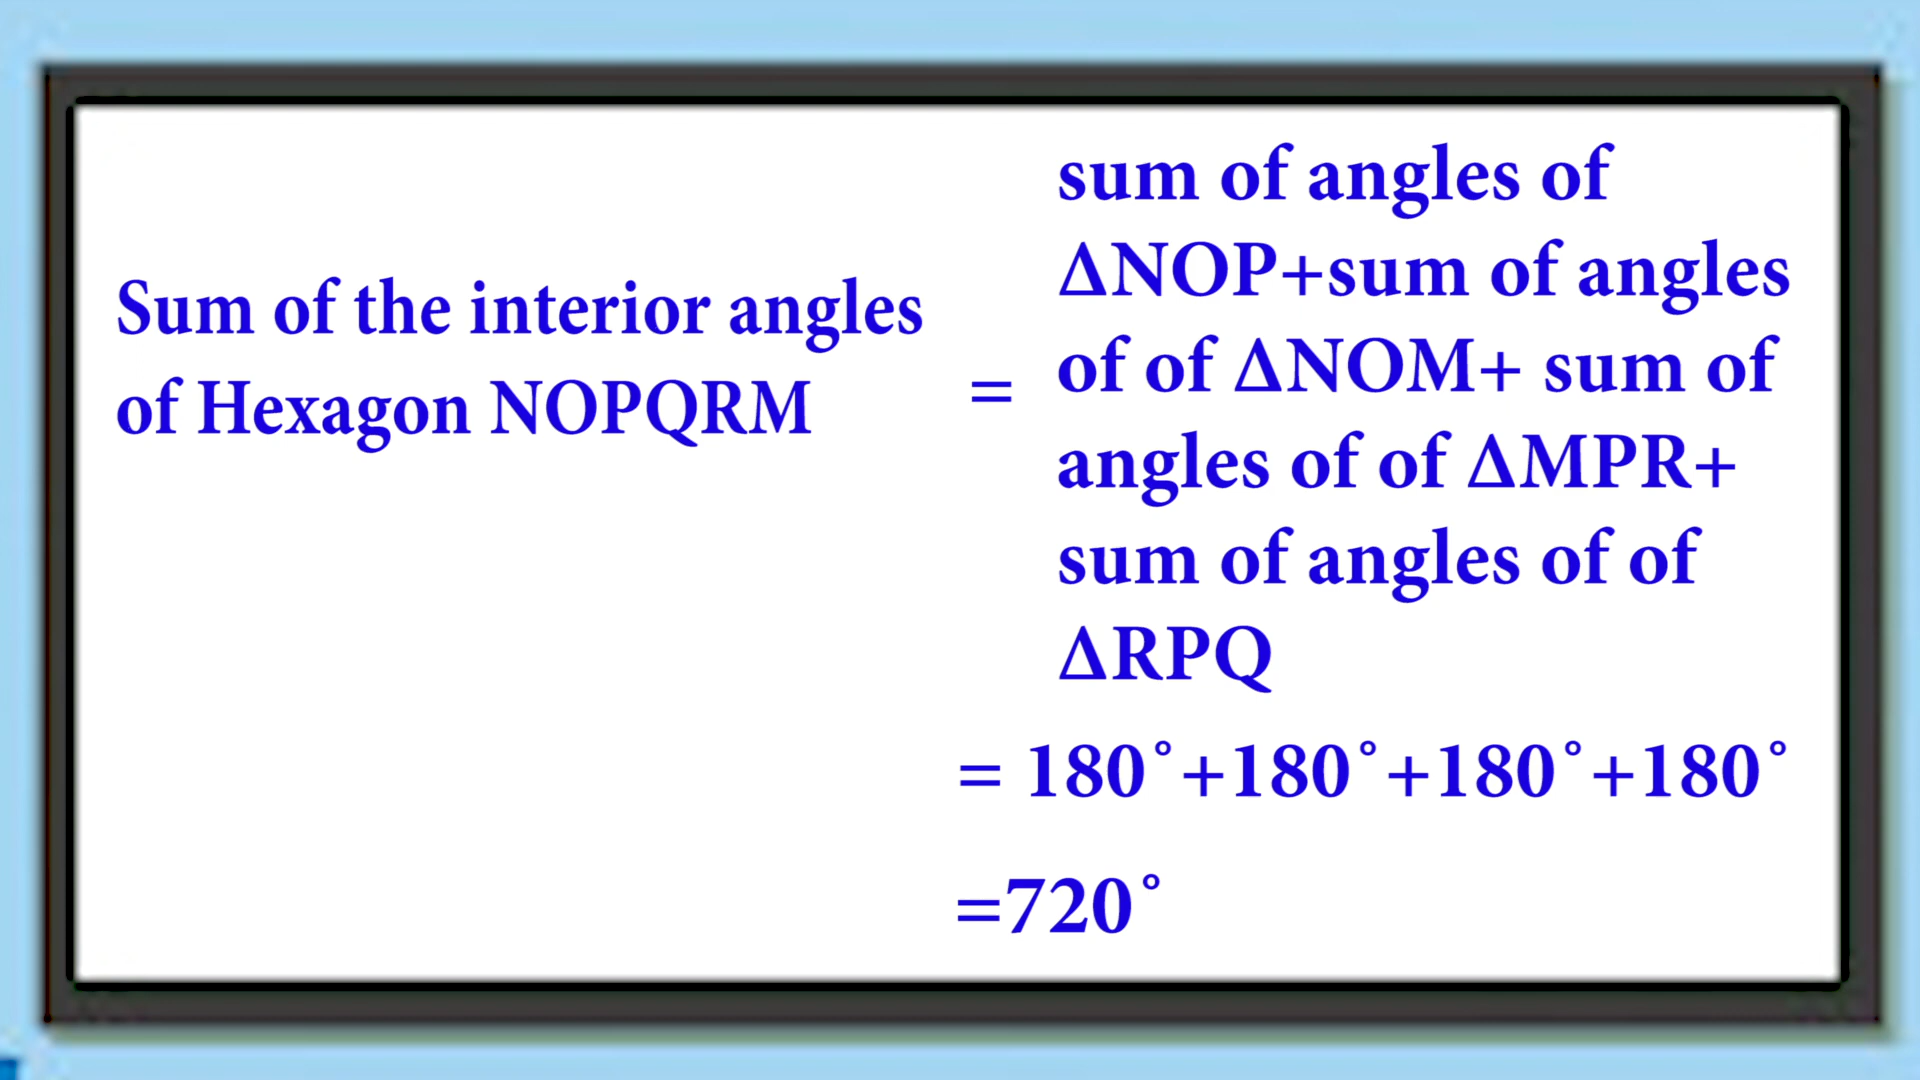 Sum of the interior angles
of Hexagon NOPQRM
=
sum of angles of
ΔNOP+sum of angles
of of ΔNOM+ sum of
angles of of ΔMPR+
sum of angles of of
ΔRPQ
= 180°+180°+180°+180°
=720°